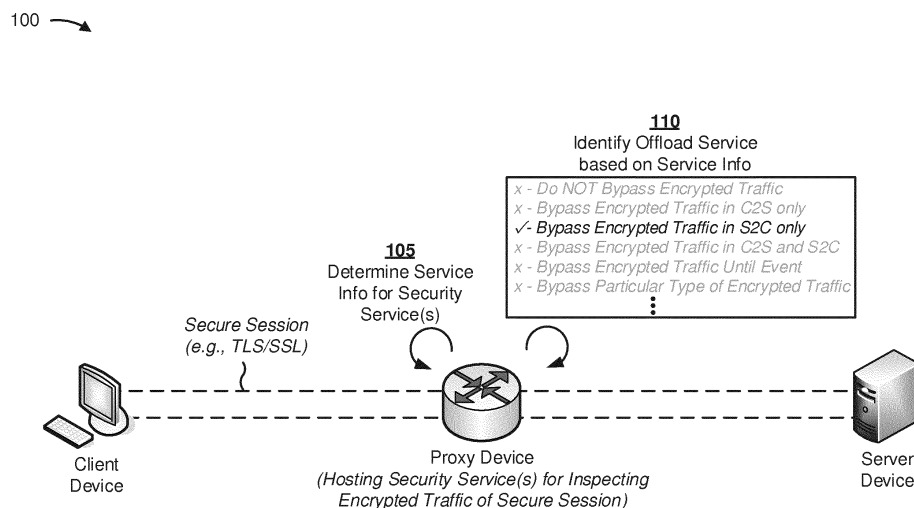 100
110
Identify Offload Service
based on Service Info
x - Do NOT Bypass Encrypted Traffic
x - Bypass Encrypted Traffic in C2S only
✓- Bypass Encrypted Traffic in S2C only
x - Bypass Encrypted Traffic in C2S and S2C
x - Bypass Encrypted Traffic Until Event
x - Bypass Particular Type of Encrypted Traffic
105
Determine Service
Info for Security
Service(s)
Secure Session
(e.g., TLS/SSL)
Client
Device
Proxy Device
(Hosting Security Service(s) for Inspecting
Encrypted Traffic of Secure Session)
Server
Device